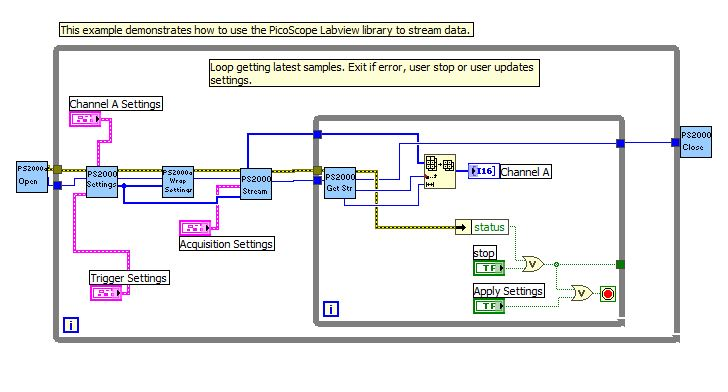 This example demonstrates how to use the PicoScope Labview library to stream data.
Loop getting latest samples. Exit if error, user stop or user updates
settings.
Channel A Settings
PS2000a
Open
PS2000
Settings
PS2000a
Wrap
Settings
PS2000
Stream
PS2000
Get Str
I16
Channel A
PS2000
Close
Acquisition Settings
status
stop
TF
V
Trigger Settings
Apply Settings
TF
V
i
i